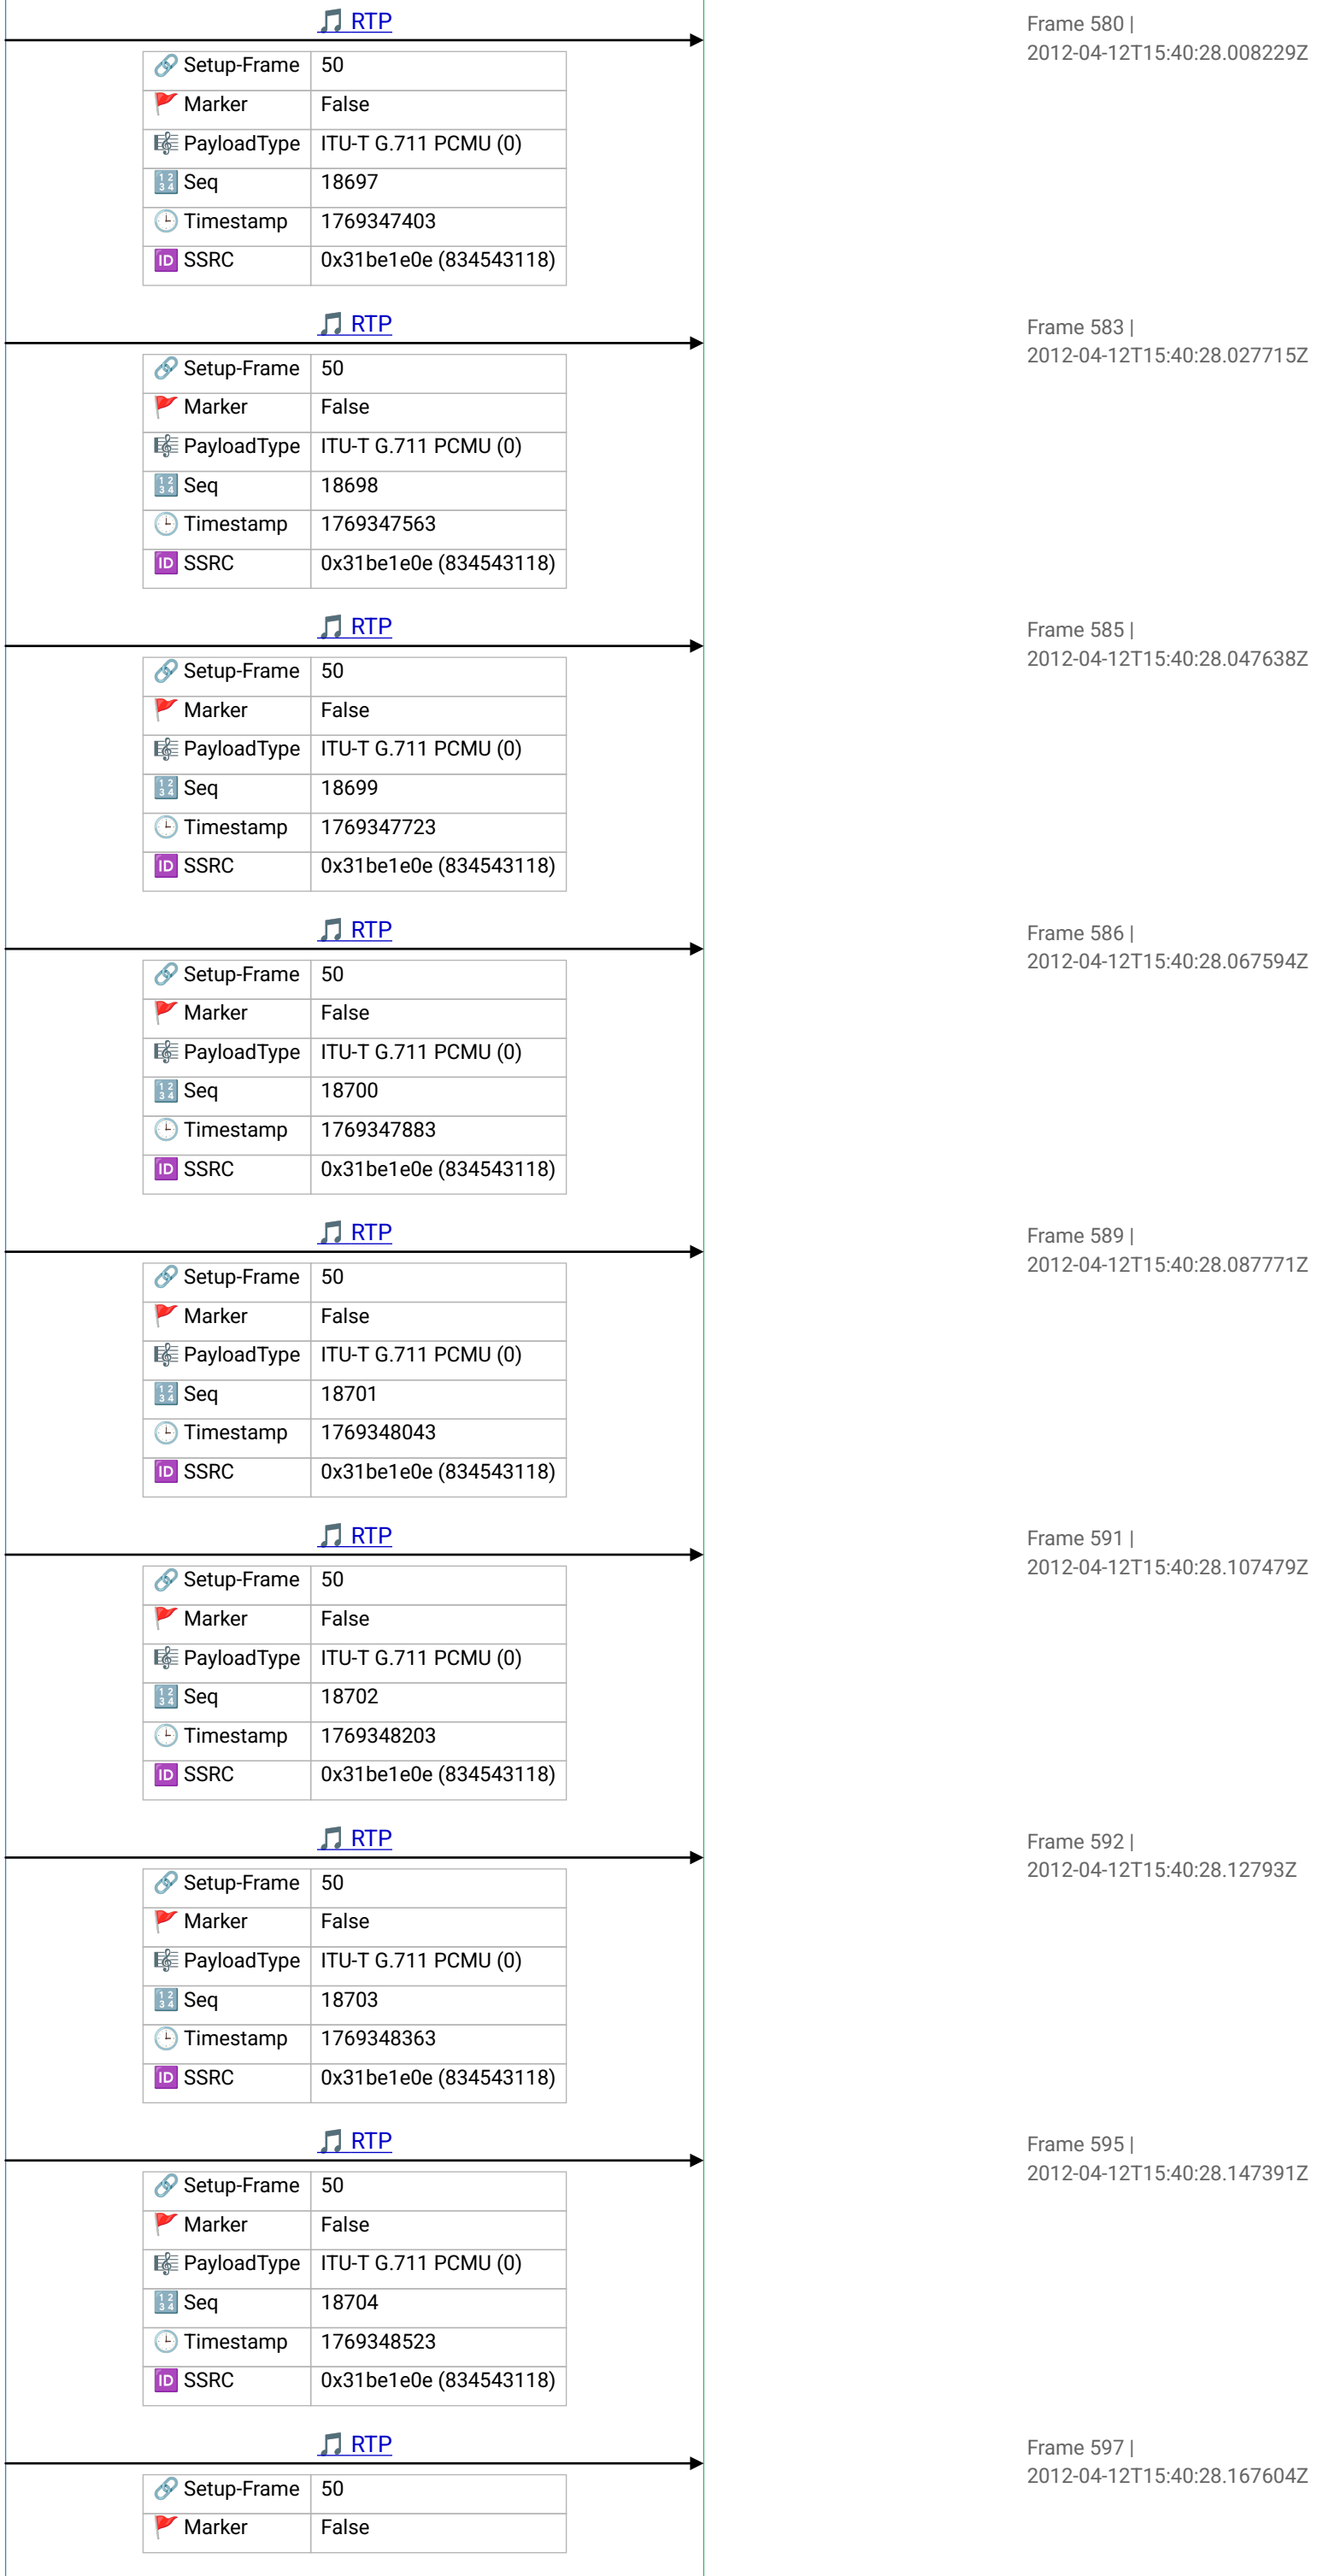 🎵 RTP
Frame 580 |
2012-04-12T15:40:28.008229Z
🔗 Setup-Frame 50
🚩 Marker False
🎼 PayloadType ITU-T G.711 PCMU (0)
🔢 Seq 18697
🕒 Timestamp 1769347403
🆔 SSRC 0x31be1e0e (834543118)
🎵 RTP
Frame 583 |
2012-04-12T15:40:28.027715Z
🔗 Setup-Frame 50
🚩 Marker False
🎼 PayloadType ITU-T G.711 PCMU (0)
🔢 Seq 18698
🕒 Timestamp 1769347563
🆔 SSRC 0x31be1e0e (834543118)
🎵 RTP
Frame 585 |
2012-04-12T15:40:28.047638Z
🔗 Setup-Frame 50
🚩 Marker False
🎼 PayloadType ITU-T G.711 PCMU (0)
🔢 Seq 18699
🕒 Timestamp 1769347723
🆔 SSRC 0x31be1e0e (834543118)
🎵 RTP
Frame 586 |
2012-04-12T15:40:28.067594Z
🔗 Setup-Frame 50
🚩 Marker False
🎼 PayloadType ITU-T G.711 PCMU (0)
🔢 Seq 18700
🕒 Timestamp 1769347883
🆔 SSRC 0x31be1e0e (834543118)
🎵 RTP
Frame 589 |
2012-04-12T15:40:28.087771Z
🔗 Setup-Frame 50
🚩 Marker False
🎼 PayloadType ITU-T G.711 PCMU (0)
🔢 Seq 18701
🕒 Timestamp 1769348043
🆔 SSRC 0x31be1e0e (834543118)
🎵 RTP
Frame 591 |
2012-04-12T15:40:28.107479Z
🔗 Setup-Frame 50
🚩 Marker False
🎼 PayloadType ITU-T G.711 PCMU (0)
🔢 Seq 18702
🕒 Timestamp 1769348203
🆔 SSRC 0x31be1e0e (834543118)
🎵 RTP
Frame 592 |
2012-04-12T15:40:28.12793Z
🔗 Setup-Frame 50
🚩 Marker False
🎼 PayloadType ITU-T G.711 PCMU (0)
🔢 Seq 18703
🕒 Timestamp 1769348363
🆔 SSRC 0x31be1e0e (834543118)
🎵 RTP
Frame 595 |
2012-04-12T15:40:28.147391Z
🔗 Setup-Frame 50
🚩 Marker False
🎼 PayloadType ITU-T G.711 PCMU (0)
🔢 Seq 18704
🕒 Timestamp 1769348523
🆔 SSRC 0x31be1e0e (834543118)
🎵 RTP
Frame 597 |
2012-04-12T15:40:28.167604Z
🔗 Setup-Frame 50
🚩 Marker False